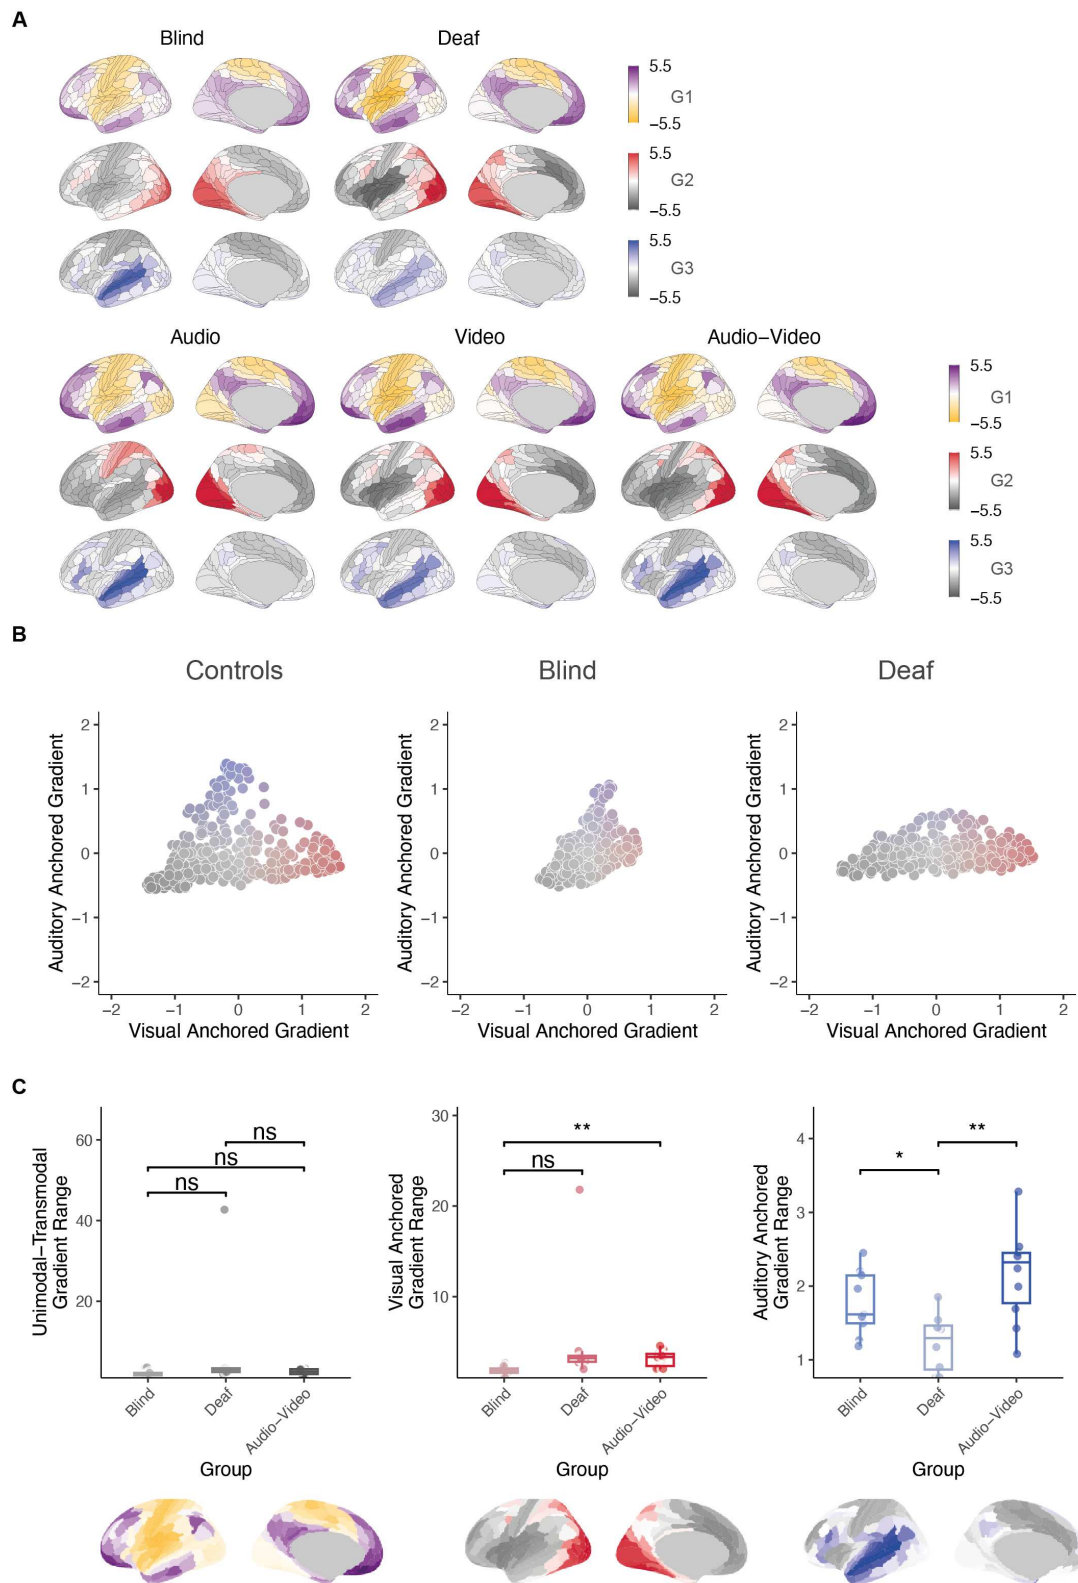 A
Blind Deaf
5.5
G1
−5.5
5.5
G2
−5.5
5.5
G3
−5.5
Audio Video Audio−Video
5.5
G1
−5.5
5.5
G2
−5.5
5.5
G3
−5.5
B
Controls Blind Deaf
Auditory Anchored Gradient
2
1
0
−1
−2
−2 −1 0 1 2
Visual Anchored Gradient
Auditory Anchored Gradient
2
1
0
−1
−2
−2 −1 0 1 2
Visual Anchored Gradient
Auditory Anchored Gradient
2
1
0
−1
−2
−2 −1 0 1 2
Visual Anchored Gradient
C
Unimodal−Transmodal
Gradient Range
60
40
20
ns
ns
ns
Blind
Deaf
Audio−Video
Group
Visual Anchored
Gradient Range
30
20
10
**
ns
Blind
Deaf
Audio−Video
Group
Auditory Anchored
Gradient Range
4
3
2
1
**
*
Blind
Deaf
Audio−Video
Group